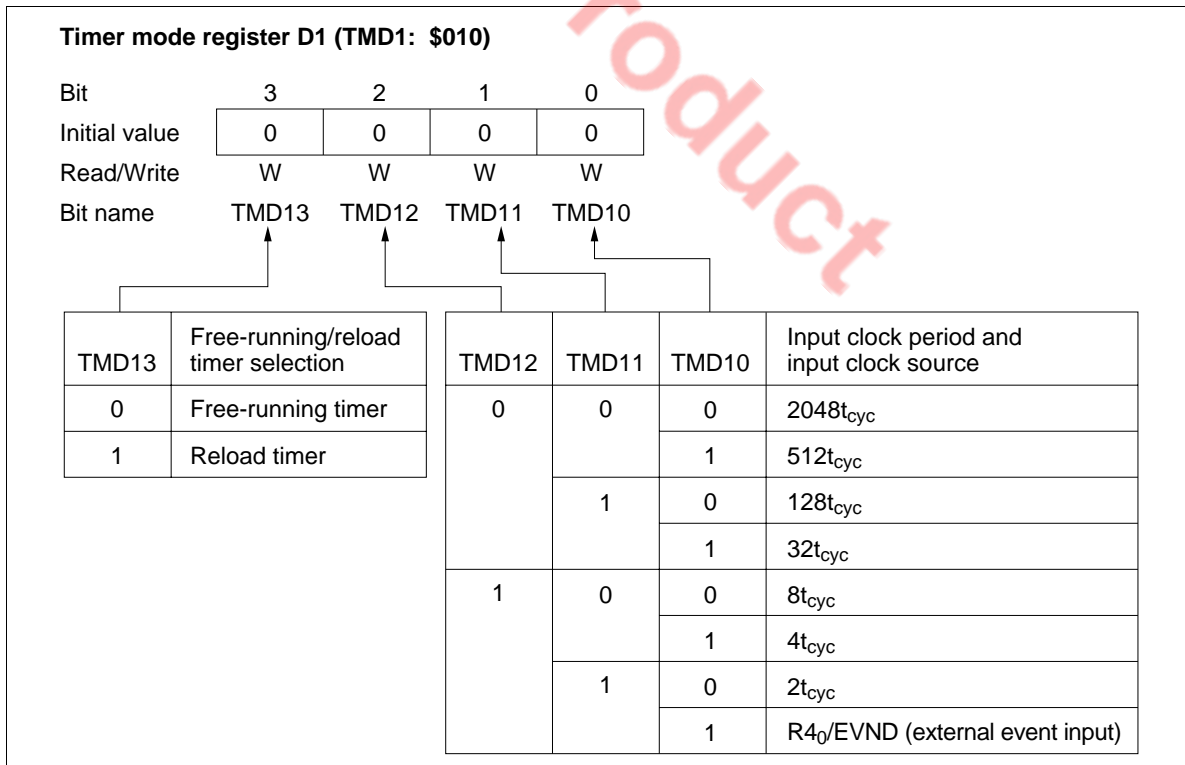 Timer mode register D1 (TMD1: $010)
Bit 3 2 1 0
Initial value 0 0 0 0
Read/Write W W W W
Bit name TMD13 TMD12 TMD11 TMD10
TMD13 Free-running/reload timer selection
0 Free-running timer
1 Reload timer
TMD12 TMD11 TMD10 Input clock period and input clock source
0 0 0 2048tcyc
1 512tcyc
1 0 128tcyc
1 32tcyc
1 0 0 8tcyc
1 4tcyc
1 0 2tcyc
1 R40/EVND (external event input)